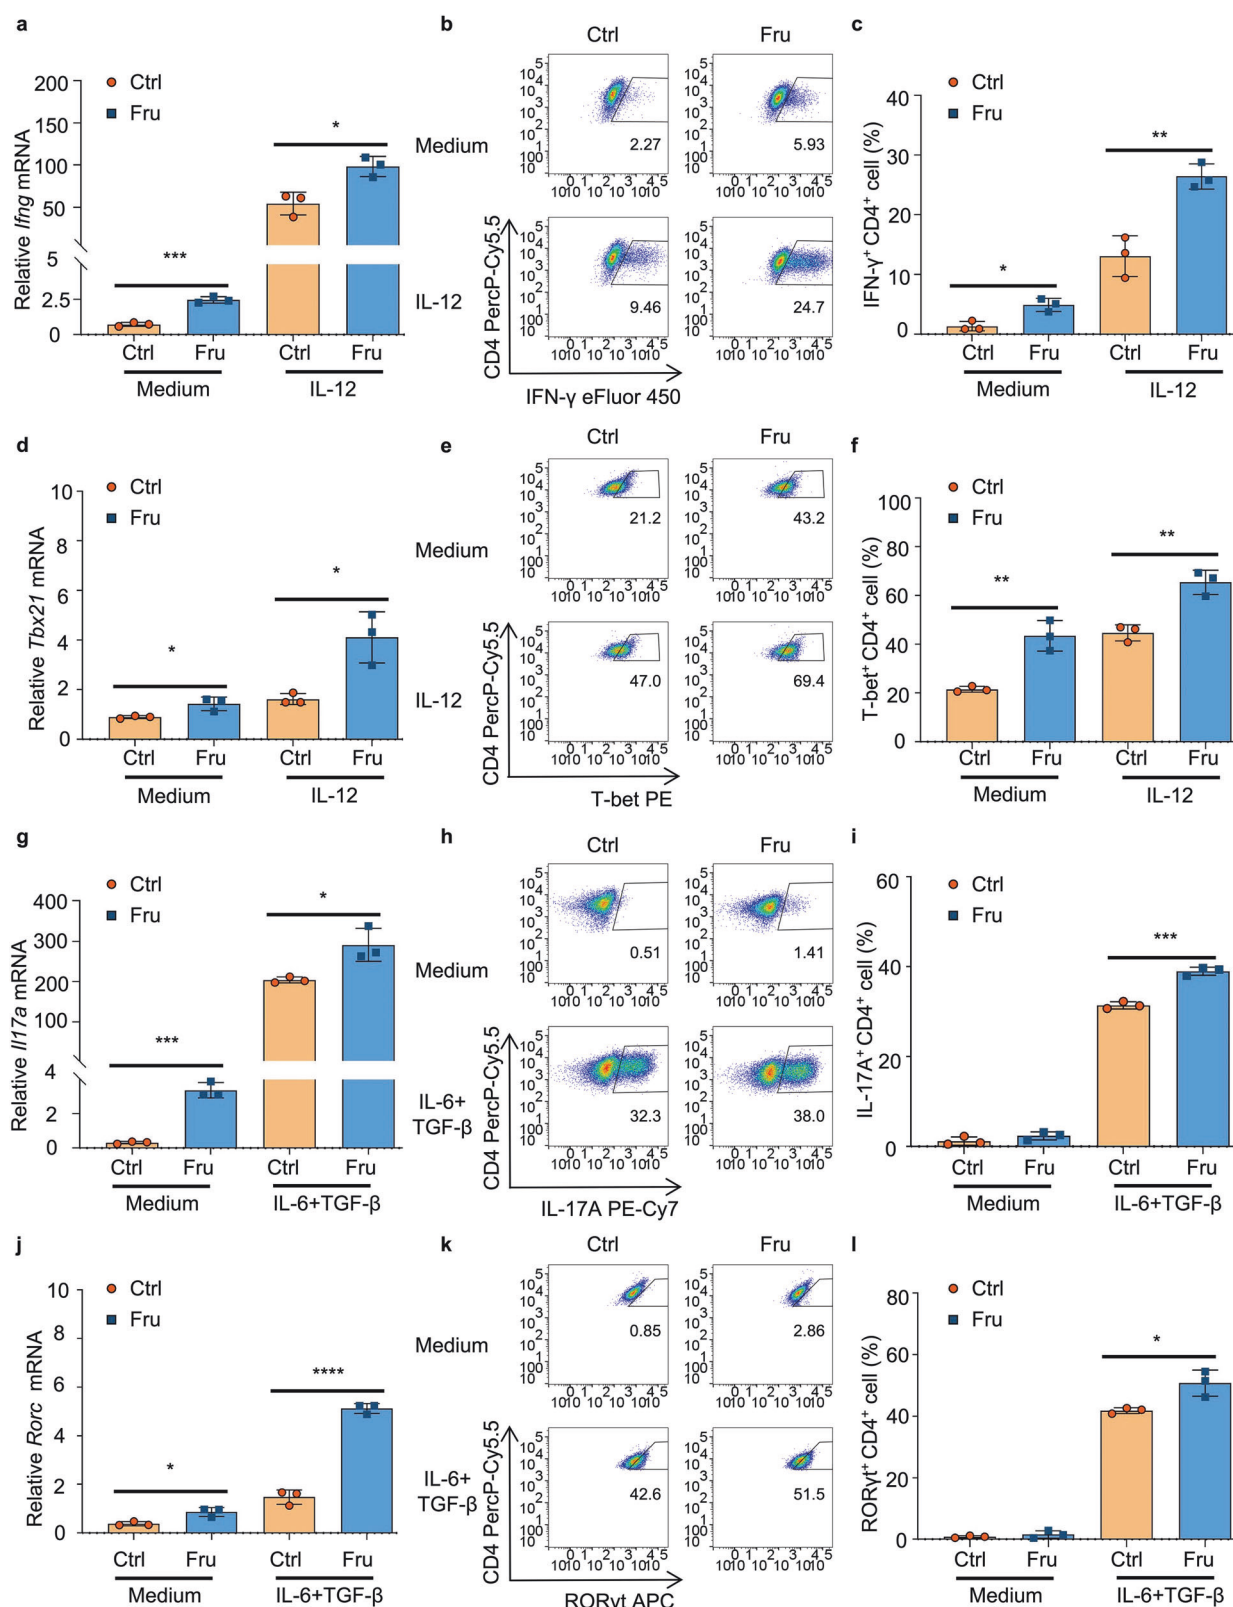 a
Ctrl
Fru
Relative Ifng mRNA
200
150
100
50
5
2.5
0
***
*
Ctrl Fru Ctrl Fru
Medium IL-12
b
Ctrl Fru
Medium
IL-12
2.27 5.93
9.46 24.7
CD4 PercP-Cy5.5
IFN-γ eFluor 450
c
Ctrl
Fru
IFN-γ⁺ CD4⁺ cell (%)
40
30
20
10
0
*
**
Ctrl Fru Ctrl Fru
Medium IL-12
d
Ctrl
Fru
Relative Tbx21 mRNA
10
8
6
4
2
0
*
*
Ctrl Fru Ctrl Fru
Medium IL-12
e
Ctrl Fru
Medium
IL-12
21.2 43.2
47.0 69.4
CD4 PercP-Cy5.5
T-bet PE
f
Ctrl
Fru
T-bet⁺ CD4⁺ cell (%)
100
80
60
40
20
0
**
**
Ctrl Fru Ctrl Fru
Medium IL-12
g
Ctrl
Fru
Relative Il17a mRNA
400
300
200
100
4
2
0
***
*
Ctrl Fru Ctrl Fru
Medium IL-6+TGF-β
h
Ctrl Fru
Medium
IL-6+
TGF-β
0.51 1.41
32.3 38.0
CD4 PercP-Cy5.5
IL-17A PE-Cy7
i
Ctrl
Fru
IL-17A⁺ CD4⁺ cell (%)
60
40
20
0
***
Ctrl Fru Ctrl Fru
Medium IL-6+TGF-β
j
Ctrl
Fru
Relative Rorc mRNA
10
8
6
4
2
0
*
****
Ctrl Fru Ctrl Fru
Medium IL-6+TGF-β
k
Ctrl Fru
Medium
IL-6+
TGF-β
0.85 2.86
42.6 51.5
CD4 PercP-Cy5.5
RORγt APC
l
Ctrl
Fru
RORγt⁺ CD4⁺ cell (%)
80
60
40
20
0
*
Ctrl Fru Ctrl Fru
Medium IL-6+TGF-β